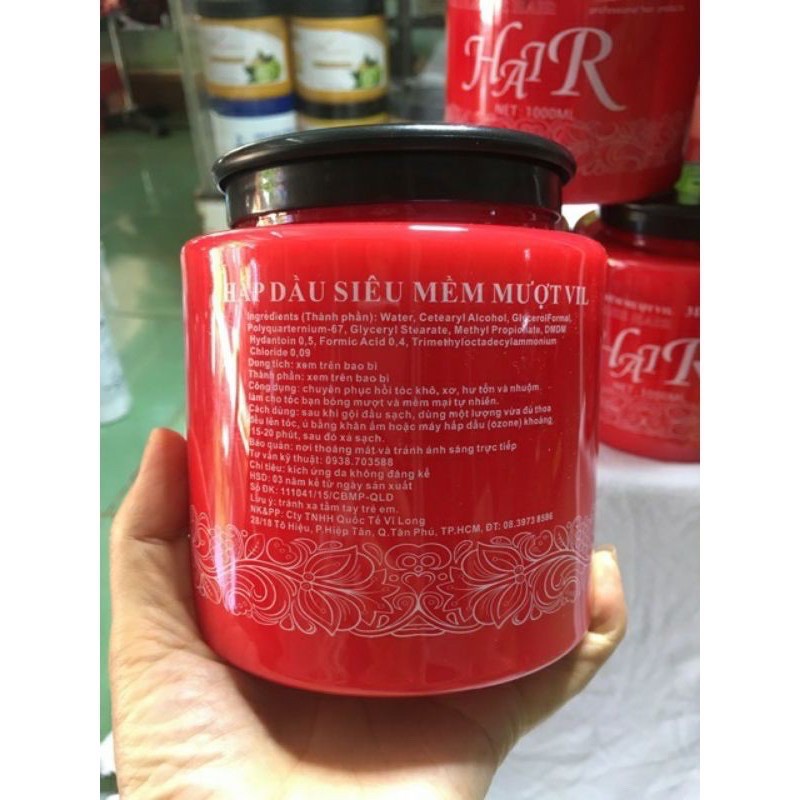 HAIR
NET : 1000ML
HẤP DẦU SIÊU MỀM MƯỢT VIL
Ingredients (Thành phần): Water, Cetearyl Alcohol, GlycerolFormol,
Polyquarternium-67, Glyceryl Stearate, Methyl Propionate, DMDM
Hydantoin 0,5, Formic Acid 0,4, Trimethyloctadecylammonium
Chloride 0,09
Dung tích: xem trên bao bì
Thành phần: xem trên bao bì
Công dụng: chuyên phục hồi tóc khô, xơ, hư tổn và nhuộm.
làm cho tóc bạn bóng mượt và mềm mại tự nhiên.
Cách dùng: sau khi gội đầu sạch, dùng một lượng vừa đủ thoa
đều lên tóc, ủ bằng khăn ấm hoặc máy hấp dầu (ozone) khoảng
15-20 phút, sau đó xả sạch.
Bảo quản: nơi thoáng mát và tránh ánh sáng trực tiếp
Tư vấn kỹ thuật: 0938.703588
Chỉ tiêu: kích ứng da không đáng kể
HSD: 03 năm kể từ ngày sản xuất
Số ĐK: 111041/15/CBMP-QLD
Lưu ý: tránh xa tầm tay trẻ em.
NK&PP: Cty TNHH Quốc Tế Vĩ Long
28/18 Tô Hiệu, P.Hiệp Tân, Q.Tân Phú, TP.HCM, ĐT: 08.3973 8596
HAIR